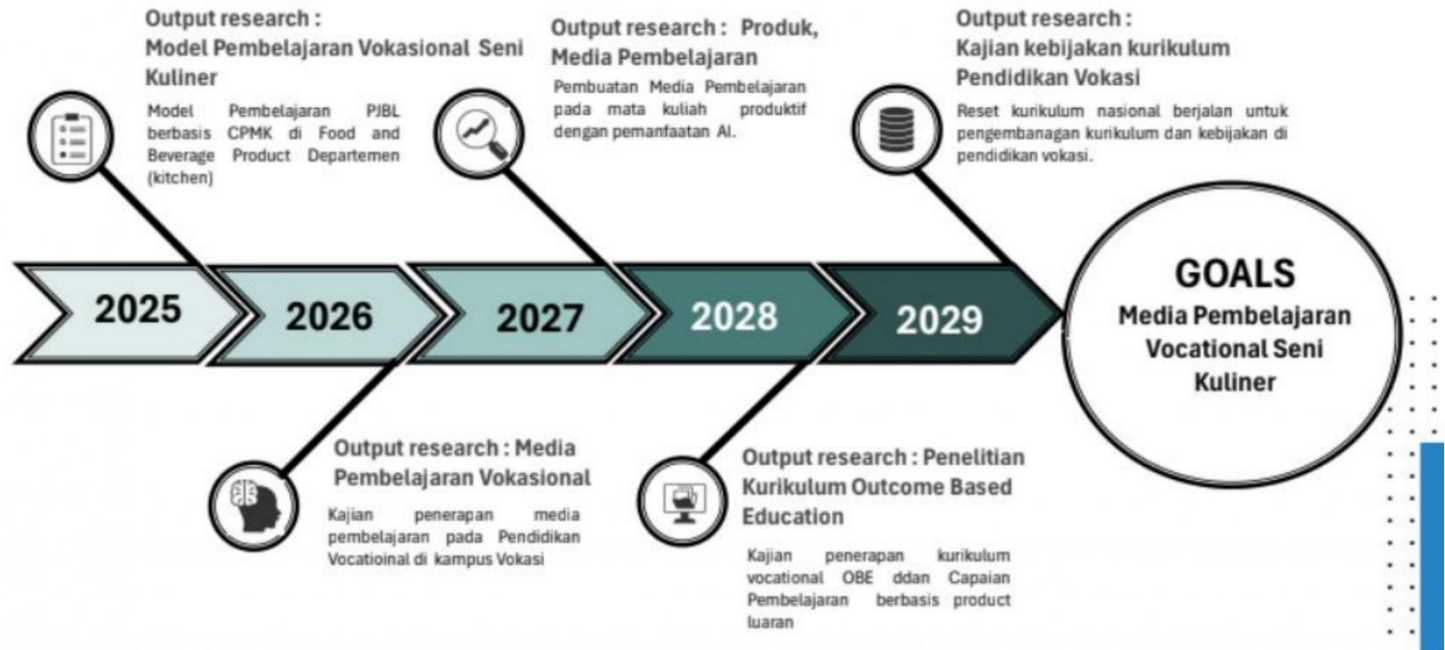 Output research :
Model Pembelajaran Vokasional Seni
Kuliner
Model Pembelajaran PJBL
berbasis CPMK di Food and
Beverage Product Departemen
(kitchen)
Output research : Produk,
Media Pembelajaran
Pembuatan Media Pembelajaran
pada mata kuliah produktif
dengan pemanfaatan AI.
Output research :
Kajian kebijakan kurikulum
Pendidikan Vokasi
Reset kurikulum nasional berjalan untuk
pengembanagan kurikulum dan kebijakan di
pendidikan vokasi.
2025
2026
2027
2028
2029
GOALS
Media Pembelajaran
Vocational Seni
Kuliner
Output research : Media
Pembelajaran Vokasional
Kajian penerapan media
pembelajaran pada Pendidikan
Vocatioinal di kampus Vokasi
Output research : Penelitian
Kurikulum Outcome Based
Education
Kajian penerapan kurikulum
vocational OBE ddan Capaian
Pembelajaran berbasis product
luaran